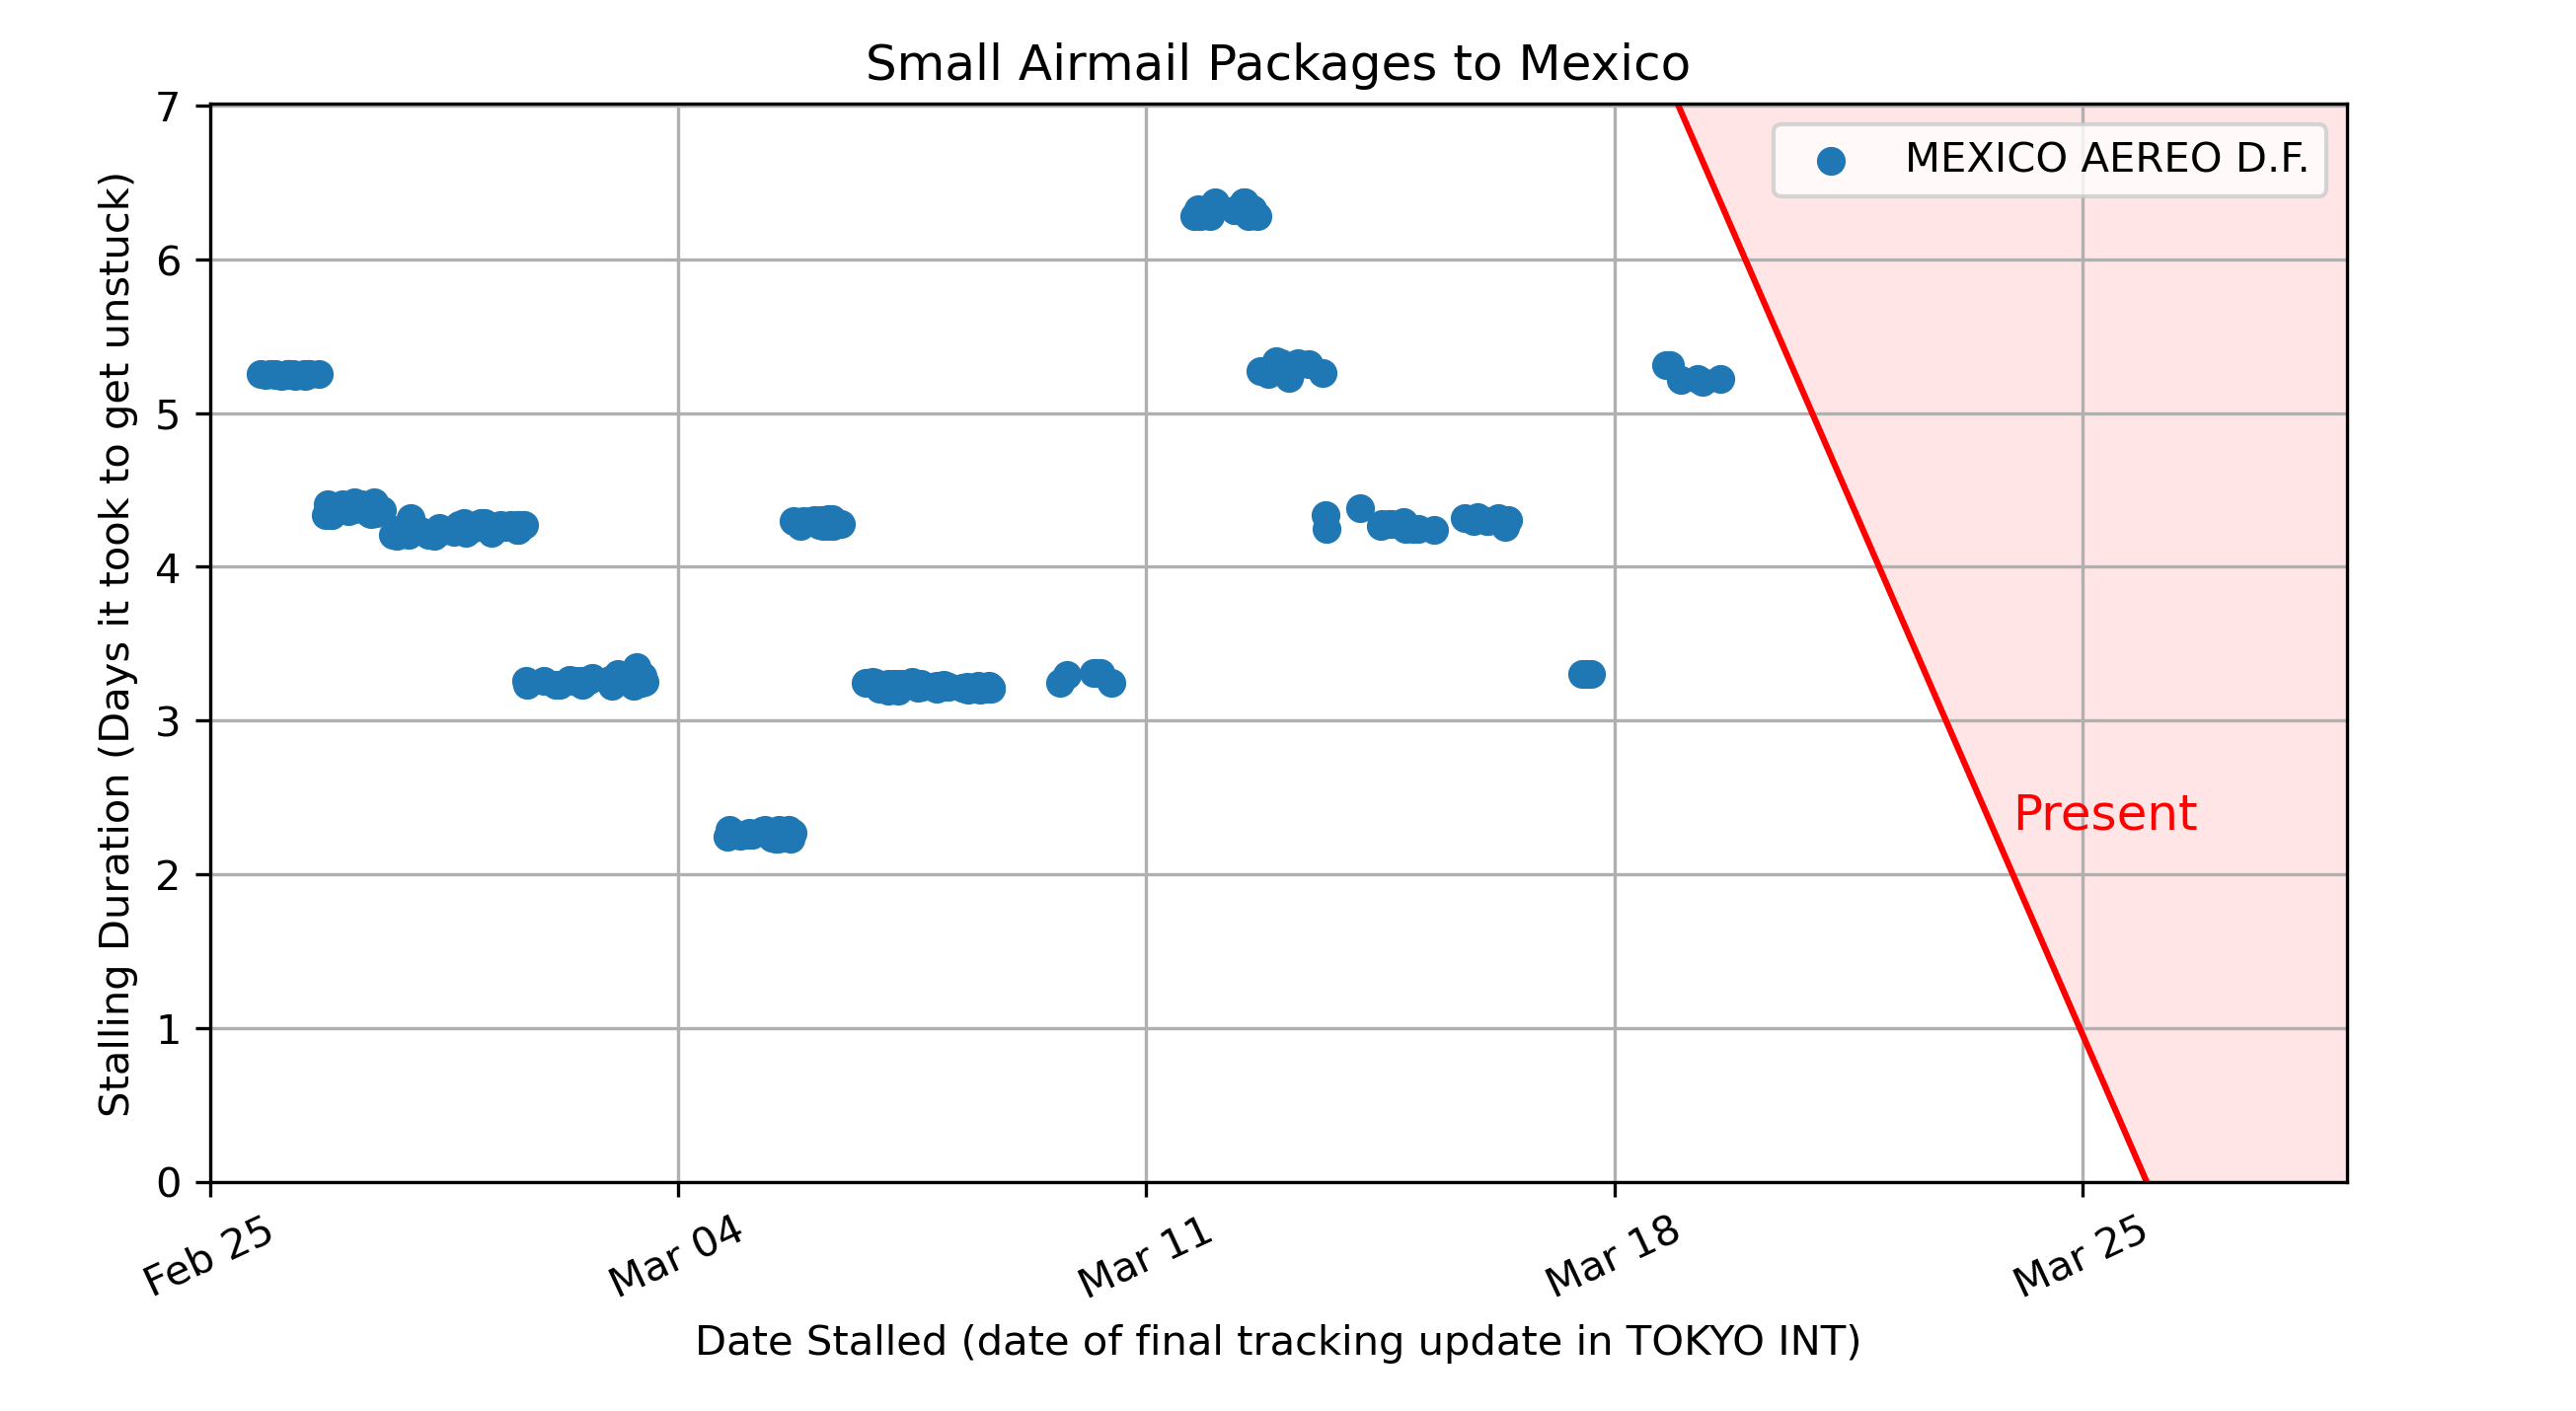 Small Airmail Packages to Mexico
7
6
5
4
3
2
1
0
Stalling Duration (Days it took to get unstuck)
MEXICO AEREO D.F.
Present
Feb 25
Mar 04
Mar 11
Mar 18
Mar 25
Date Stalled (date of final tracking update in TOKYO INT)